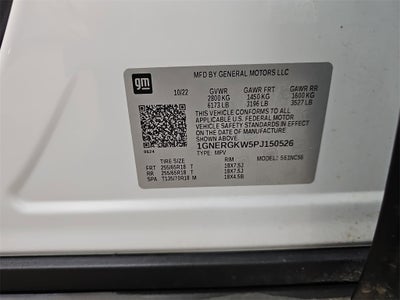 gm
MFD BY GENERAL MOTORS LLC
10/22 GVWR GAWR FRT GAWR RR
2800 KG 1450 KG 1600 KG
6173 LB 3196 LB 3527 LB
THIS VEHICLE CONFORMS TO ALL
APPLICABLE U.S. FEDERAL MOTOR
VEHICLE SAFETY STANDARDS IN
EFFECT ON THE DATE OF MANUFACTURE
SHOWN ABOVE.
1GNERGKW5PJ150526
TYPE: MPV MODEL:
TIRE SIZE RIM
FRT 255/65R18 T 18X7.5J
RR 255/65R18 T 18X7.5J
SPA T135/70R18 M 18X4.5B